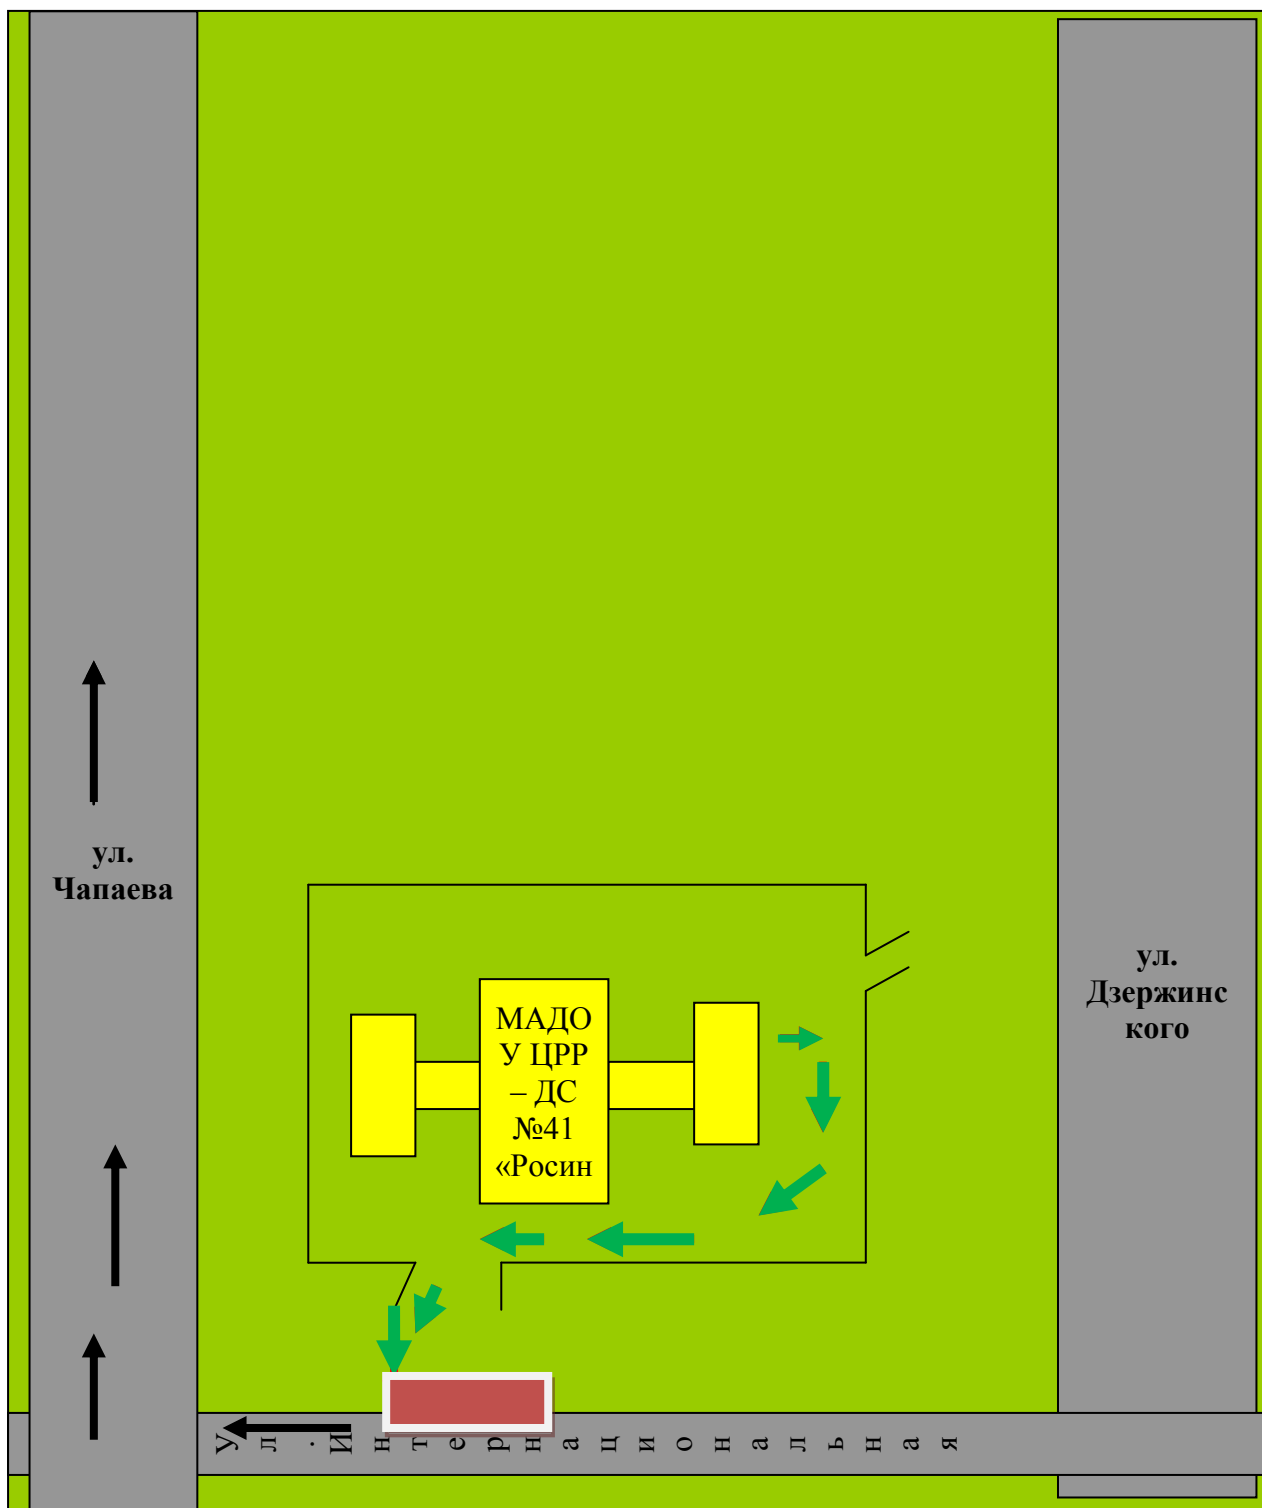 ул.
Чапаева
ул.
Дзержинс
кого
МАДО
У ЦРР
– ДС
№41
«Росин
Ул. Интернациональная